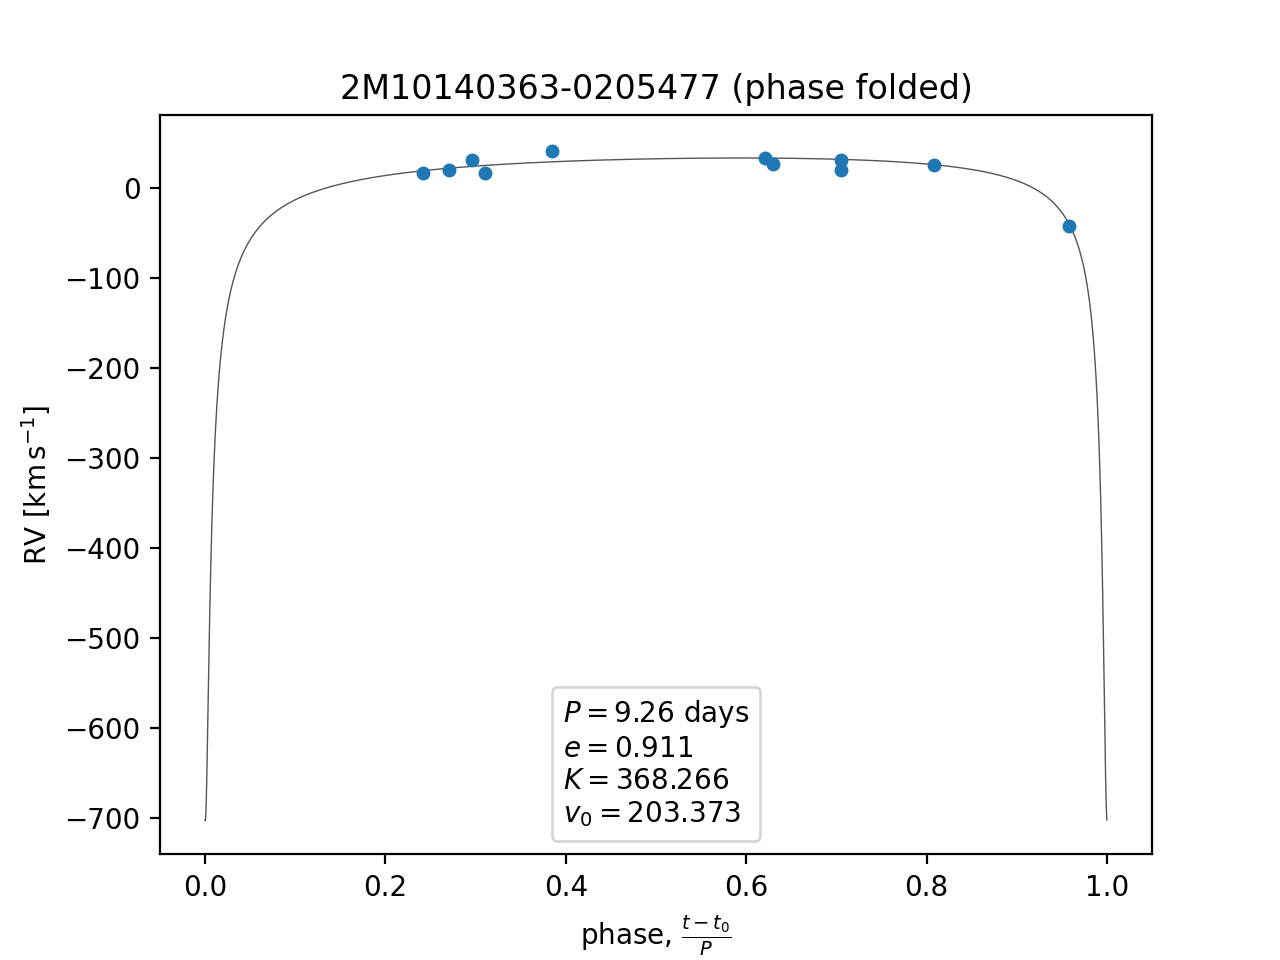 2M10140363-0205477 (phase folded)
RV [km s⁻¹]
0
−100
−200
−300
−400
−500
−600
−700
P = 9.26 days
e = 0.911
K = 368.266
v₀ = 203.373
0.0 0.2 0.4 0.6 0.8 1.0
phase, (t − t₀)/P